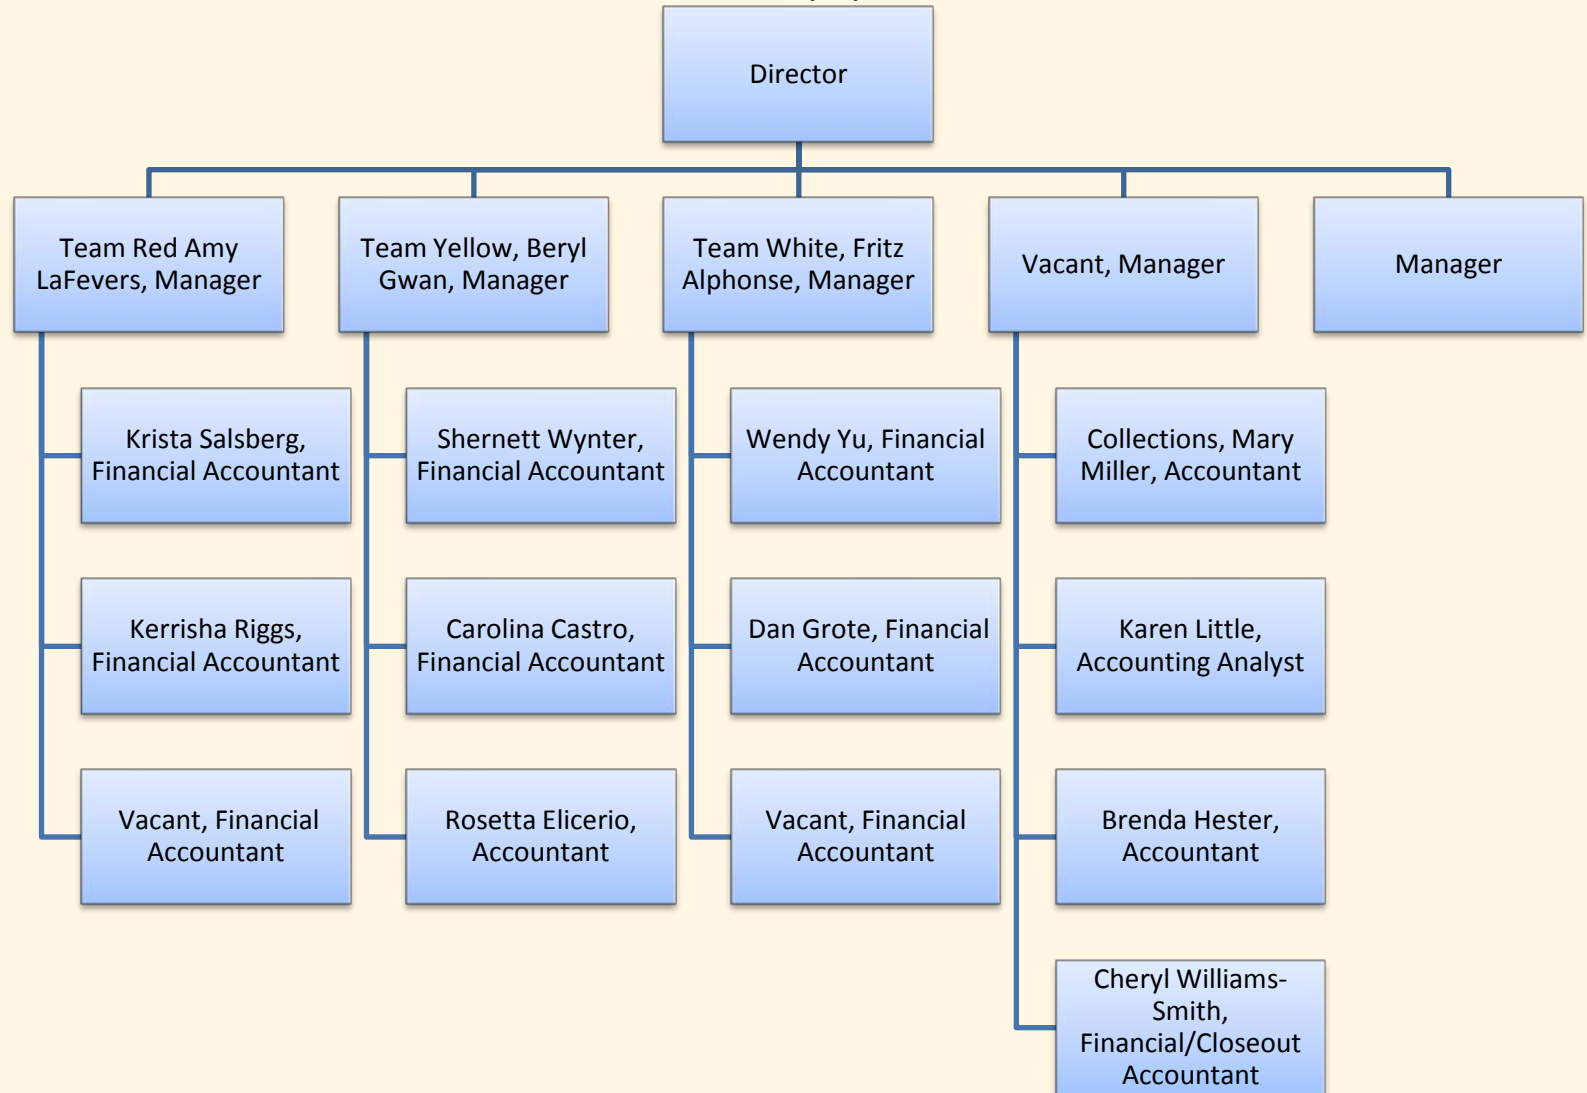 Director
Team Red Amy
LaFevers, Manager
Team Yellow, Beryl
Gwan, Manager
Team White, Fritz
Alphonse, Manager
Vacant, Manager
Manager
Krista Salsberg,
Financial Accountant
Kerrisha Riggs,
Financial Accountant
Vacant, Financial
Accountant
Shernett Wynter,
Financial Accountant
Carolina Castro,
Financial Accountant
Rosetta Elicerio,
Accountant
Wendy Yu, Financial
Accountant
Dan Grote, Financial
Accountant
Vacant, Financial
Accountant
Collections, Mary
Miller, Accountant
Karen Little,
Accounting Analyst
Brenda Hester,
Accountant
Cheryl Williams-
Smith,
Financial/Closeout
Accountant